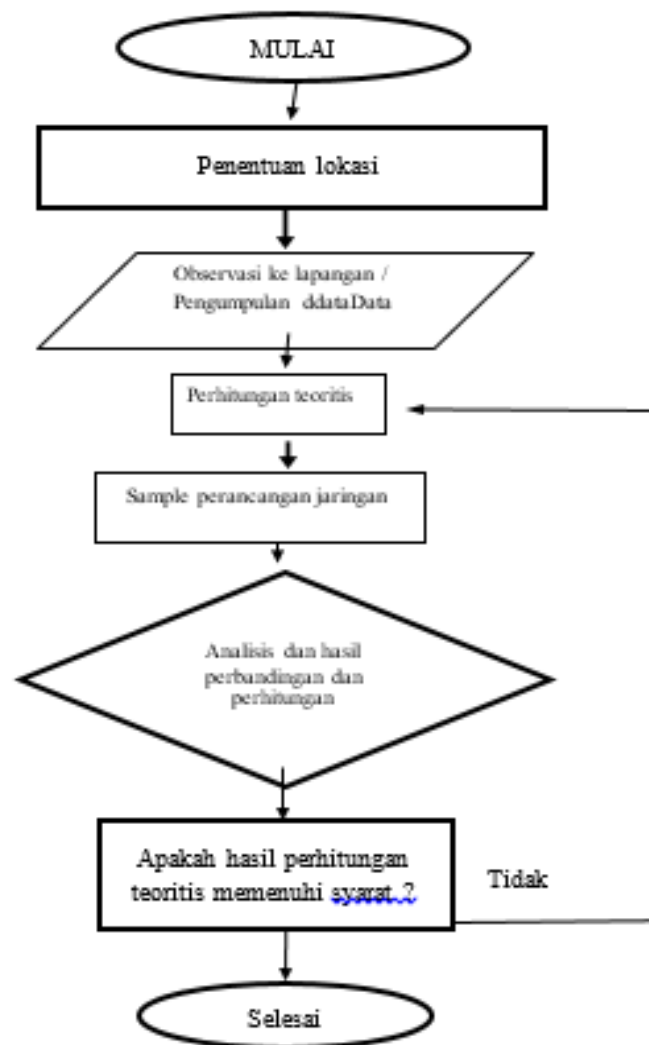 MULAI
Penentuan lokasi
Observasi ke lapangan /
Pengumpulan ddataData
Perhitungan teoritis
Sample perancangan jaringan
Analisis dan hasil
perbandingan dan
perhitungan
Apakah hasil perhitungan
teoritis memenuhi syarat ?
Tidak
Selesai